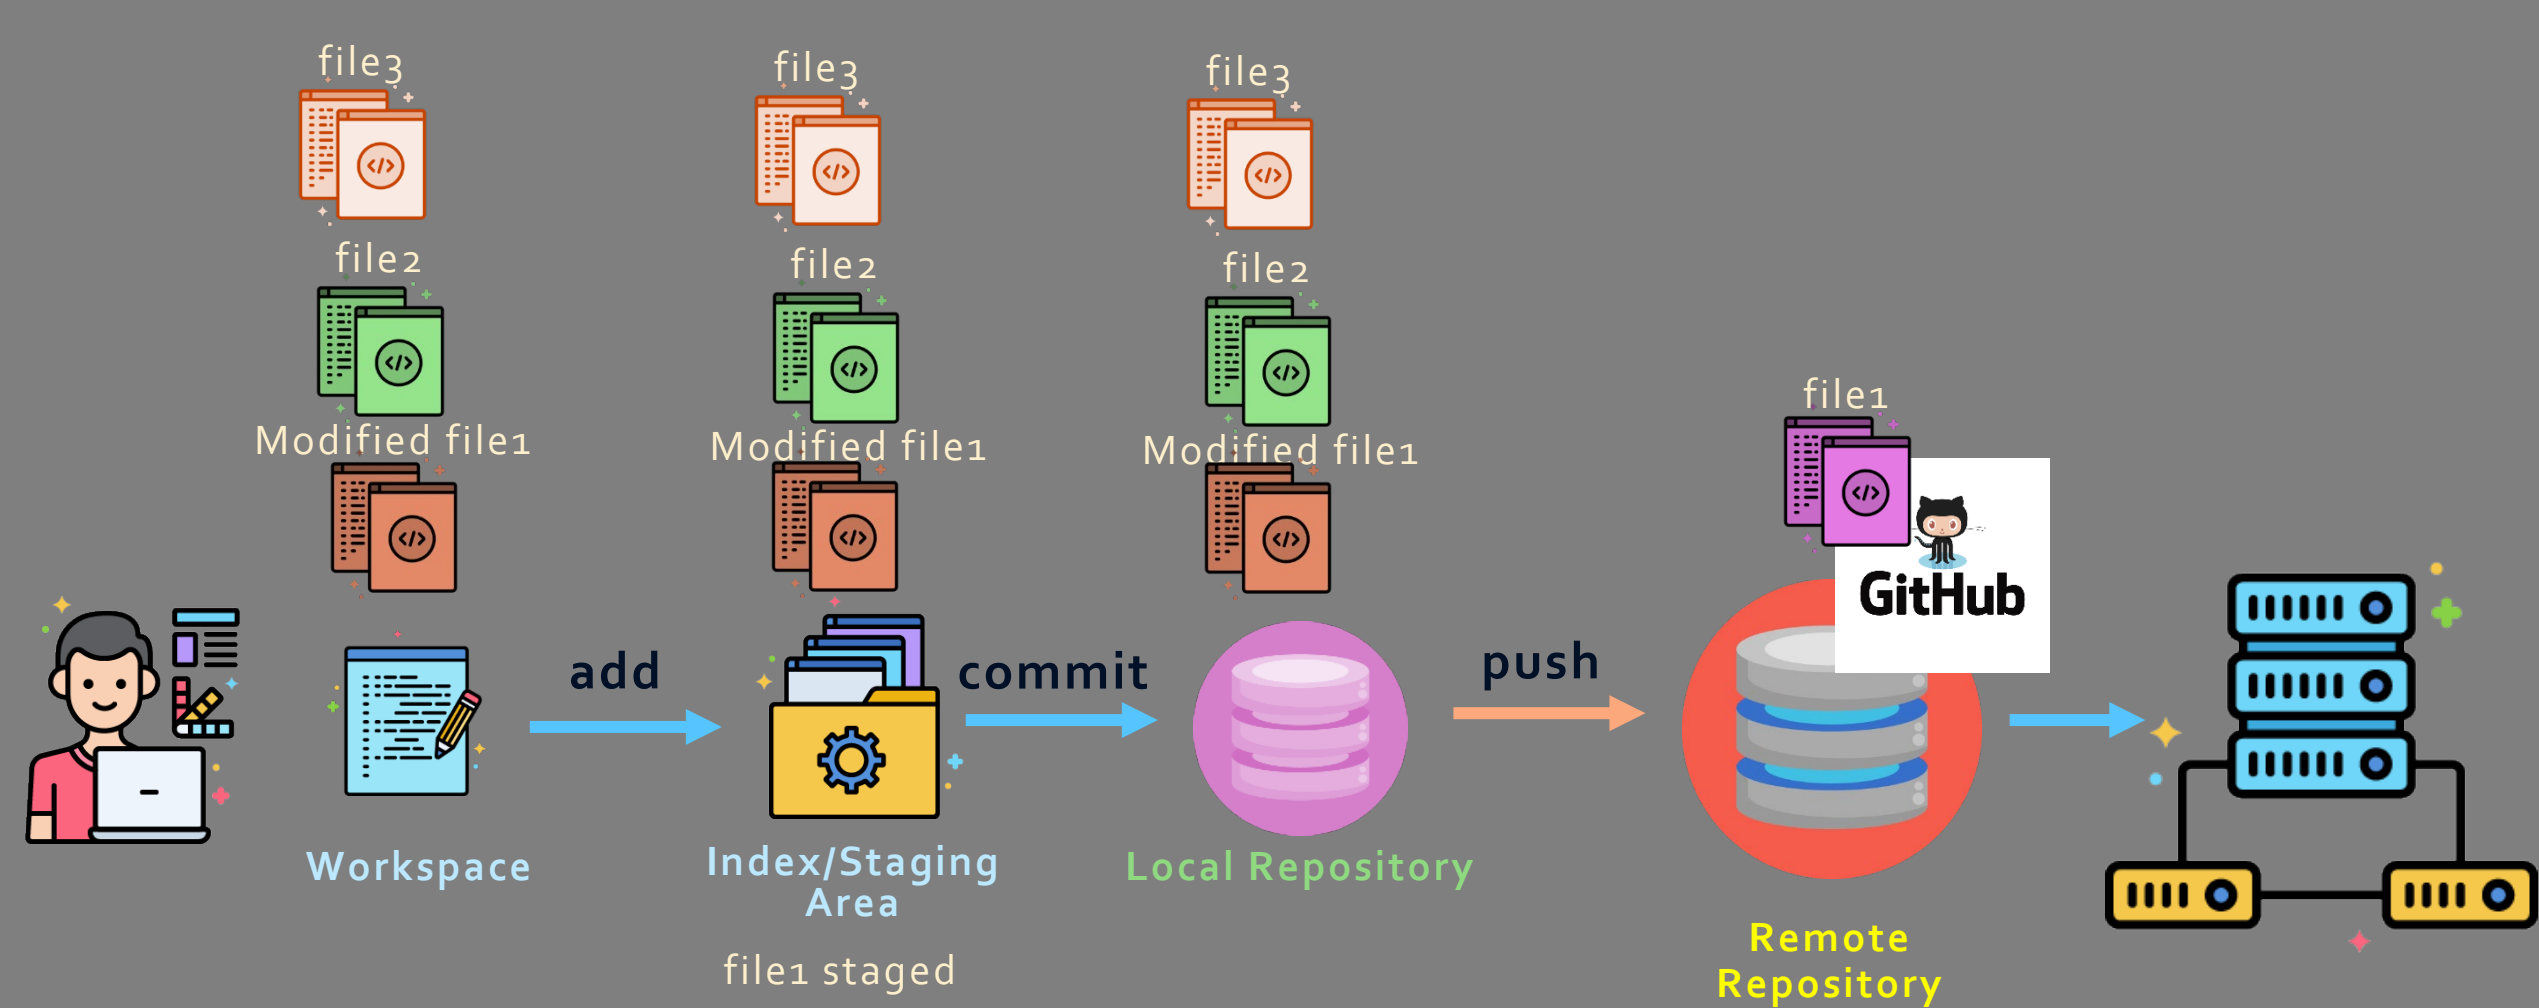 file3
file3
file3
file2
file2
file2
Modified file1
Modified file1
Modified file1
file1
GitHub
add
commit
push
Workspace
Index/Staging
Area
Local Repository
Remote
Repository
file1 staged